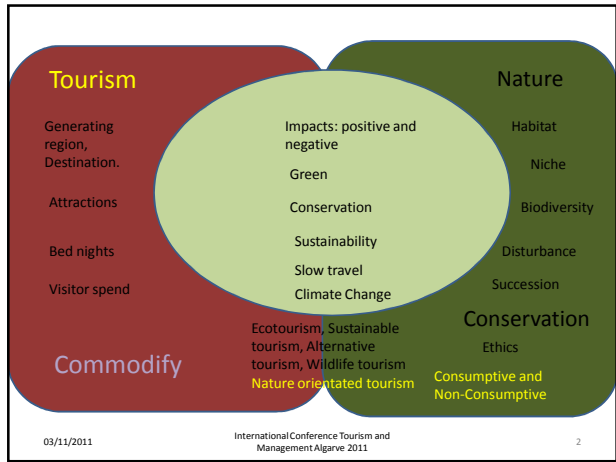 Tourism
Generating
region,
Destination.
Attractions
Bed nights
Visitor spend
Commodify
Impacts: positive and
negative
Green
Conservation
Sustainability
Slow travel
Climate Change
Ecotourism, Sustainable
tourism, Alternative
tourism, Wildlife tourism
Nature orientated tourism
Nature
Habitat
Niche
Biodiversity
Disturbance
Succession
Conservation
Ethics
Consumptive and
Non-Consumptive
03/11/2011
International Conference Tourism and
Management Algarve 2011
2